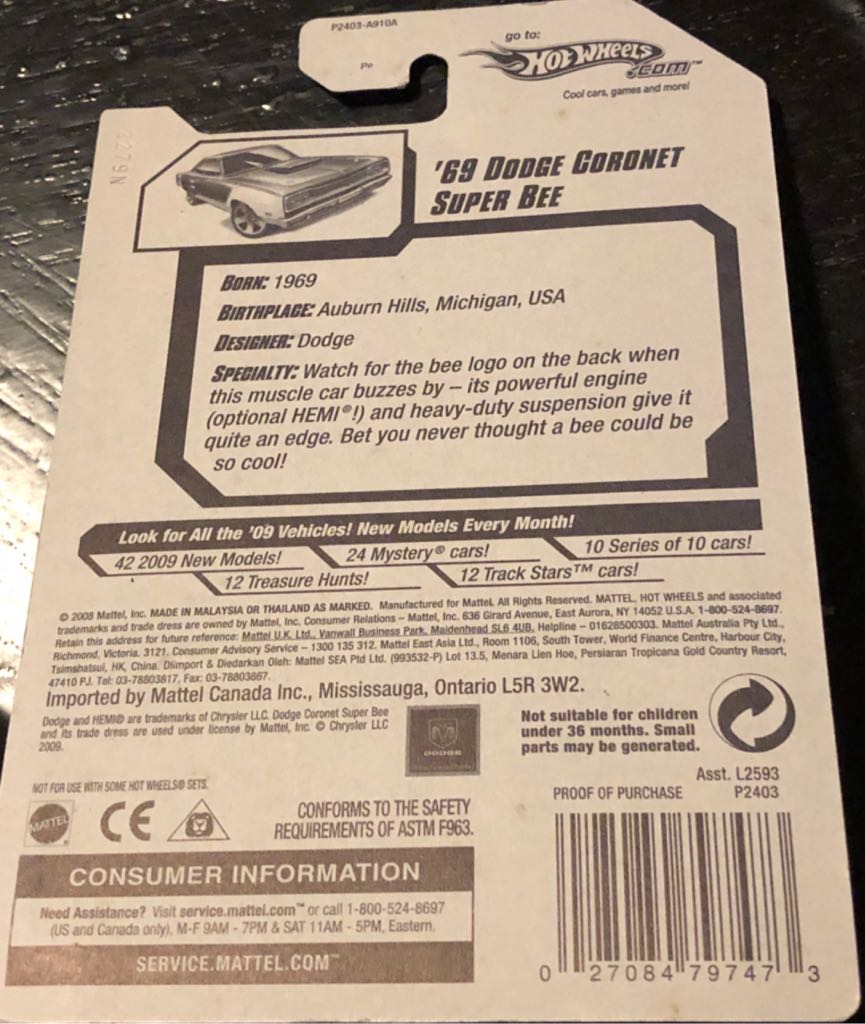 P2403-A910A
Pp
go to:
HOT WHEELS
.COM™
Cool cars, games and more!
2279N
'69 DODGE CORONET
SUPER BEE
BORN: 1969
BIRTHPLACE: Auburn Hills, Michigan, USA
DESIGNER: Dodge
SPECIALTY: Watch for the bee logo on the back when
this muscle car buzzes by – its powerful engine
(optional HEMI®!) and heavy-duty suspension give it
quite an edge. Bet you never thought a bee could be
so cool!
Look for All the '09 Vehicles! New Models Every Month!
42 2009 New Models!
24 Mystery® cars!
10 Series of 10 cars!
12 Treasure Hunts!
12 Track Stars™ cars!
© 2008 Mattel, Inc. MADE IN MALAYSIA OR THAILAND AS MARKED. Manufactured for Mattel. All Rights Reserved. MATTEL, HOT WHEELS and associated
trademarks and trade dress are owned by Mattel, Inc. Consumer Relations – Mattel, Inc. 636 Girard Avenue, East Aurora, NY 14052 U.S.A. 1-800-524-8697.
Retain this address for future reference: Mattel U.K. Ltd., Vanwall Business Park, Maidenhead SL6 4UB. Helpline – 01628500303. Mattel Australia Pty Ltd.,
Richmond, Victoria. 3121. Consumer Advisory Service – 1300 135 312. Mattel East Asia Ltd., Room 1106, South Tower, World Finance Centre, Harbour City,
Tsimshatsui, HK, China. Diimport & Diedarkan Oleh: Mattel SEA Ptd Ltd. (993532-P) Lot 13.5, Menara Lien Hoe, Persiaran Tropicana Gold Country Resort,
47410 PJ. Tel: 03-78803817, Fax: 03-78803867.
Imported by Mattel Canada Inc., Mississauga, Ontario L5R 3W2.
Dodge and HEMI® are trademarks of Chrysler LLC. Dodge Coronet Super Bee
and its trade dress are used under license by Mattel, Inc. © Chrysler LLC
2009.
DODGE
Not suitable for children
under 36 months. Small
parts may be generated.
Asst. L2593
PROOF OF PURCHASE P2403
NOT FOR USE WITH SOME HOT WHEELS® SETS.
MATTEL
CE
CONFORMS TO THE SAFETY
REQUIREMENTS OF ASTM F963.
CONSUMER INFORMATION
Need Assistance? Visit service.mattel.com™ or call 1-800-524-8697
(US and Canada only), M-F 9AM - 7PM & SAT 11AM - 5PM, Eastern.
SERVICE.MATTEL.COM™
0 27084 79747 3